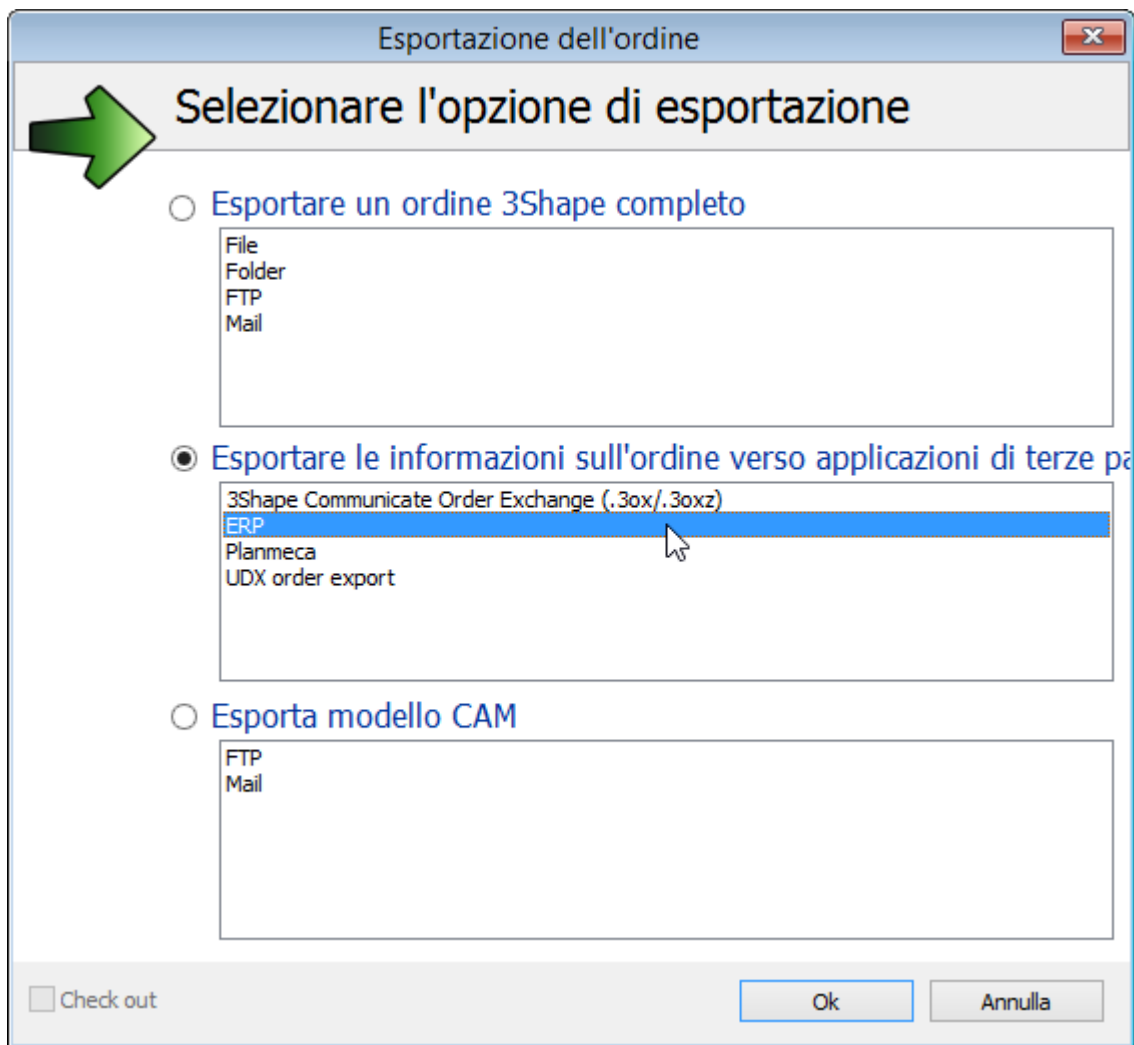 Esportazione dell'ordine
Selezionare l'opzione di esportazione
Esportare un ordine 3Shape completo
File
Folder
FTP
Mail
Esportare le informazioni sull'ordine verso applicazioni di terze pa
3Shape Communicate Order Exchange (.3ox/.3oxz)
ERP
Planmeca
UDX order export
Esporta modello CAM
FTP
Mail
Check out
Ok
Annulla